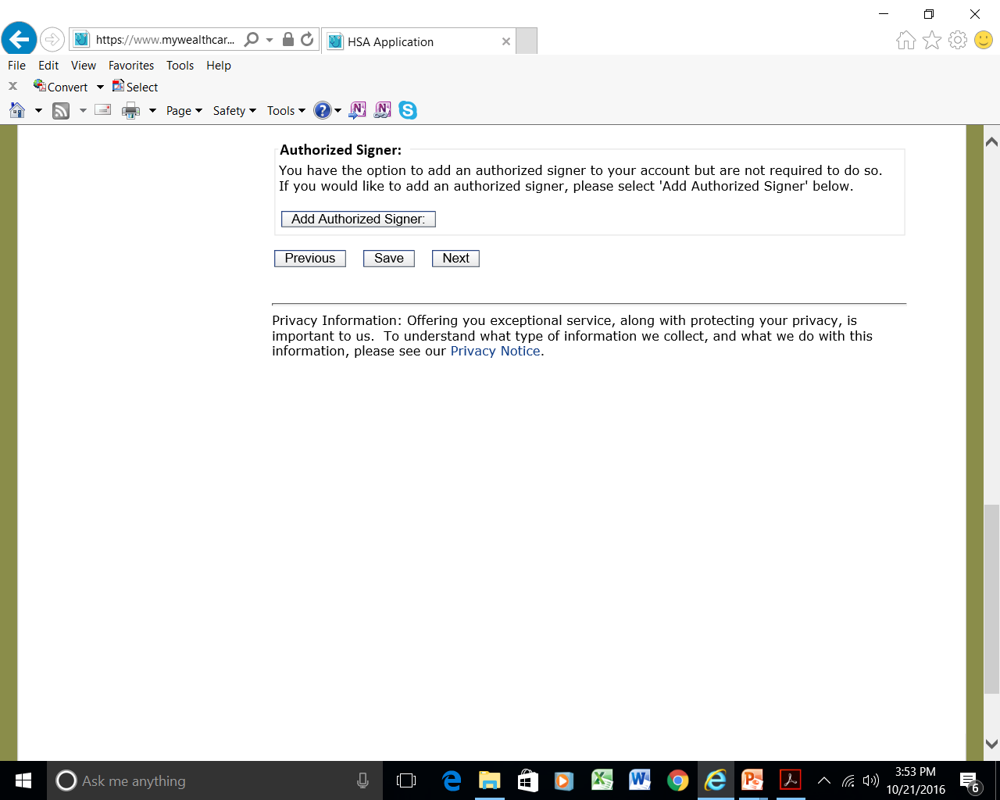 https://www.mywealthcar...
HSA Application
File Edit View Favorites Tools Help
Convert Select
Page Safety Tools
Authorized Signer:
You have the option to add an authorized signer to your account but are not required to do so.
If you would like to add an authorized signer, please select 'Add Authorized Signer' below.
Add Authorized Signer:
Previous Save Next
Privacy Information: Offering you exceptional service, along with protecting your privacy, is
important to us. To understand what type of information we collect, and what we do with this
information, please see our Privacy Notice.
Ask me anything
3:53 PM
10/21/2016
6